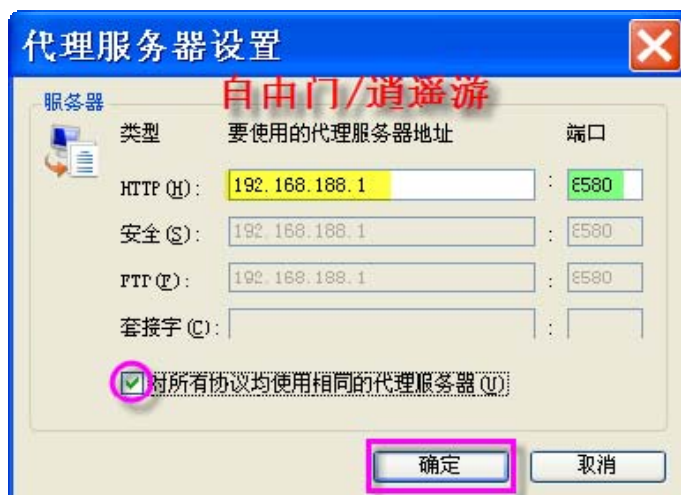 代理服务器设置
自由门/逍遥游
服务器
类型 要使用的代理服务器地址 端口
HTTP(H): 192.168.188.1 : 8580
安全(S): 192.168.188.1 : 8580
FTP(F): 192.168.188.1 : 8580
套接字(C): :
对所有协议均使用相同的代理服务器(U)
确定 取消